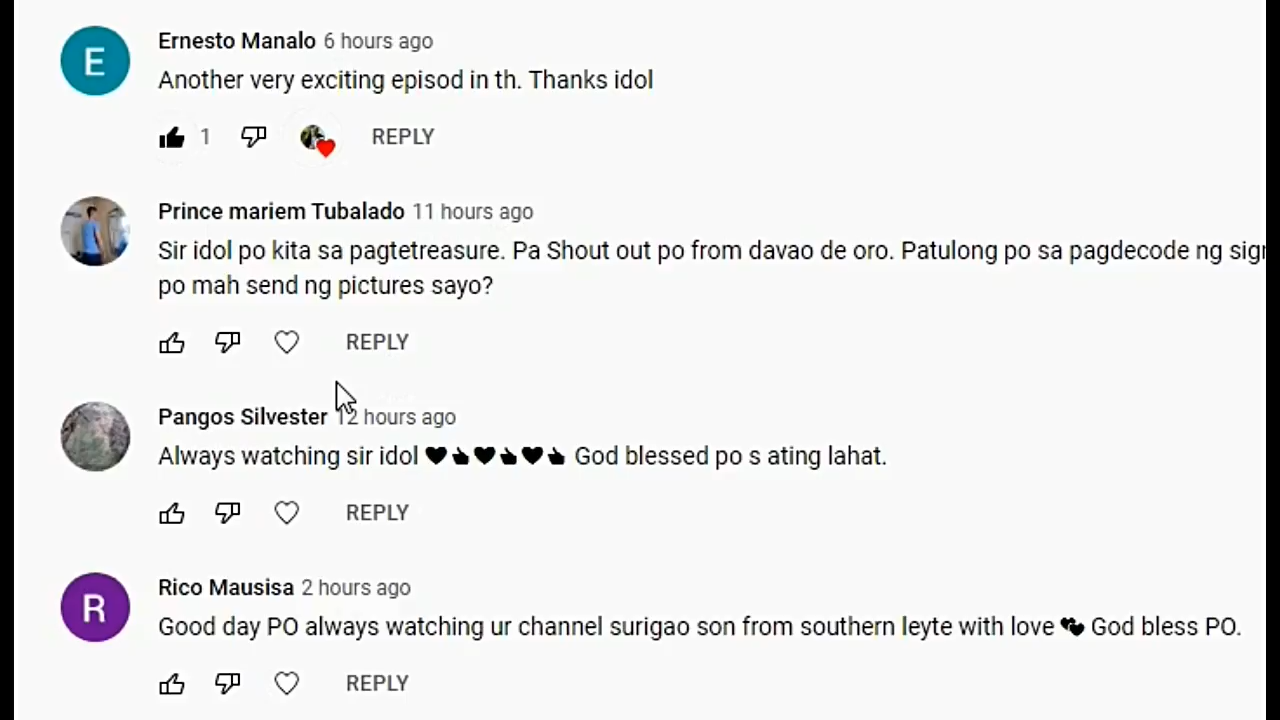 E
Ernesto Manalo 6 hours ago
Another very exciting episod in th. Thanks idol
1 REPLY
Prince mariem Tubalado 11 hours ago
Sir idol po kita sa pagtetreasure. Pa Shout out po from davao de oro. Patulong po sa pagdecode ng
po mah send ng pictures sayo?
REPLY
Pangos Silvester 12 hours ago
Always watching sir idol 🖤👍🖤👍🖤👍 God blessed po s ating lahat.
REPLY
R
Rico Mausisa 2 hours ago
Good day PO always watching ur channel surigao son from southern leyte with love 💕 God bless PO.
REPLY